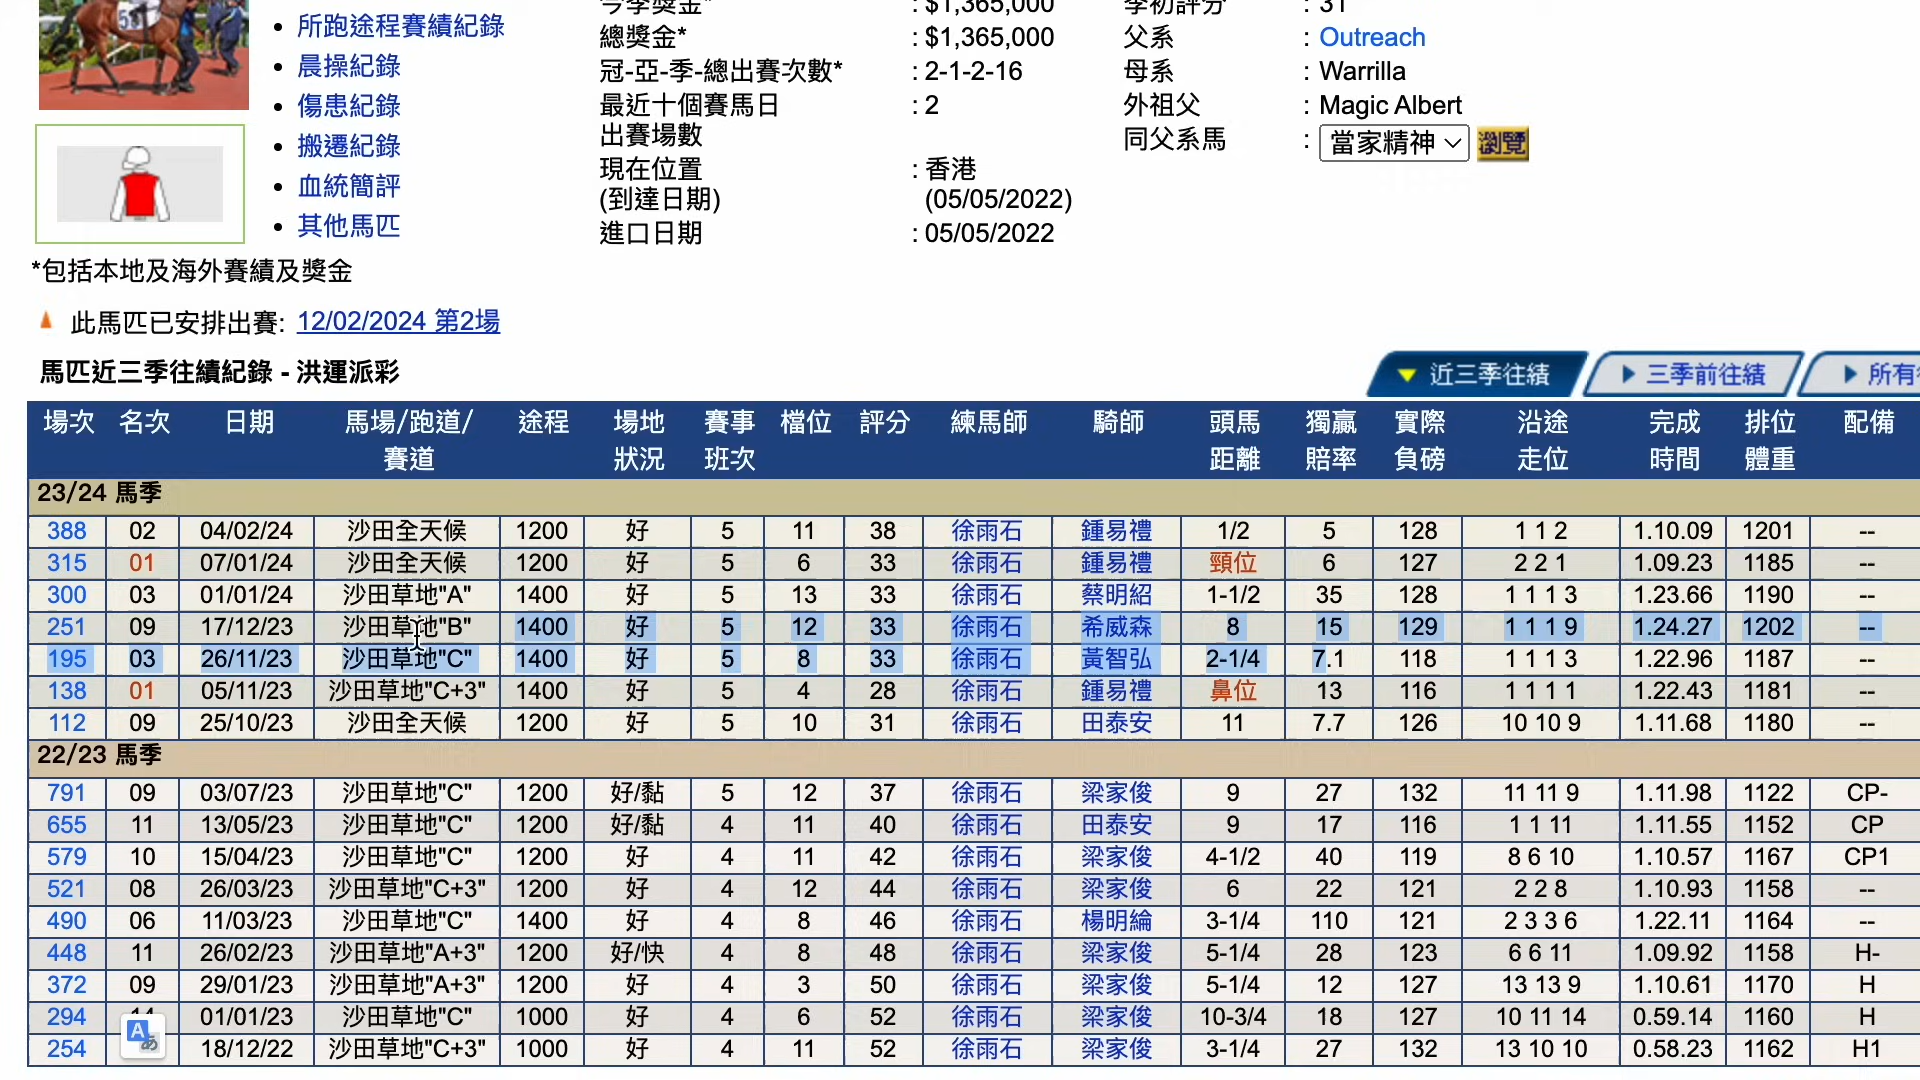 今季獎金* : $1,365,000 季初評分 : 31
所跑途程賽績紀錄 總獎金* : $1,365,000 父系 : Outreach
晨操紀錄 冠-亞-季-總出賽次數* : 2-1-2-16 母系 : Warrilla
傷患紀錄 最近十個賽馬日 : 2 外祖父 : Magic Albert
出賽場數
搬遷紀錄 同父系馬 : 當家精神 瀏覽
現在位置 : 香港
血統簡評 (到達日期) (05/05/2022)
其他馬匹 進口日期 : 05/05/2022
*包括本地及海外賽績及獎金
此馬匹已安排出賽: 12/02/2024 第2場
馬匹近三季往績紀錄 - 洪運派彩 近三季往績 三季前往績 所有
場次 名次 日期 馬場/跑道/賽道 途程 場地狀況 賽事班次 檔位 評分 練馬師 騎師 頭馬距離 獨贏賠率 實際負磅 沿途走位 完成時間 排位體重 配備
23/24 馬季
388 02 04/02/24 沙田全天候 1200 好 5 11 38 徐雨石 鍾易禮 1/2 5 128 1 1 2 1.10.09 1201 --
315 01 07/01/24 沙田全天候 1200 好 5 6 33 徐雨石 鍾易禮 頸位 6 127 2 2 1 1.09.23 1185 --
300 03 01/01/24 沙田草地"A" 1400 好 5 13 33 徐雨石 蔡明紹 1-1/2 35 128 1 1 1 3 1.23.66 1190 --
251 09 17/12/23 沙田草地"B" 1400 好 5 12 33 徐雨石 希威森 8 15 129 1 1 1 9 1.24.27 1202 --
195 03 26/11/23 沙田草地"C" 1400 好 5 8 33 徐雨石 黃智弘 2-1/4 7.1 118 1 1 1 3 1.22.96 1187 --
138 01 05/11/23 沙田草地"C+3" 1400 好 5 4 28 徐雨石 鍾易禮 鼻位 13 116 1 1 1 1 1.22.43 1181 --
112 09 25/10/23 沙田全天候 1200 好 5 10 31 徐雨石 田泰安 11 7.7 126 10 10 9 1.11.68 1180 --
22/23 馬季
791 09 03/07/23 沙田草地"C" 1200 好/黏 5 12 37 徐雨石 梁家俊 9 27 132 11 11 9 1.11.98 1122 CP-
655 11 13/05/23 沙田草地"C" 1200 好/黏 4 11 40 徐雨石 田泰安 9 17 116 1 1 11 1.11.55 1152 CP
579 10 15/04/23 沙田草地"C" 1200 好 4 11 42 徐雨石 梁家俊 4-1/2 40 119 8 6 10 1.10.57 1167 CP1
521 08 26/03/23 沙田草地"C+3" 1200 好 4 12 44 徐雨石 梁家俊 6 22 121 2 2 8 1.10.93 1158 --
490 06 11/03/23 沙田草地"C" 1400 好 4 8 46 徐雨石 楊明綸 3-1/4 110 121 2 3 3 6 1.22.11 1164 --
448 11 26/02/23 沙田草地"A+3" 1200 好/快 4 8 48 徐雨石 梁家俊 5-1/4 28 123 6 6 11 1.09.92 1158 H-
372 09 29/01/23 沙田草地"A+3" 1200 好 4 3 50 徐雨石 梁家俊 5-1/4 12 127 13 13 9 1.10.61 1170 H
294 14 01/01/23 沙田草地"C" 1000 好 4 6 52 徐雨石 梁家俊 10-3/4 18 127 10 11 14 0.59.14 1160 H
254 18/12/22 沙田草地"C+3" 1000 好 4 11 52 徐雨石 梁家俊 3-1/4 27 132 13 10 10 0.58.23 1162 H1